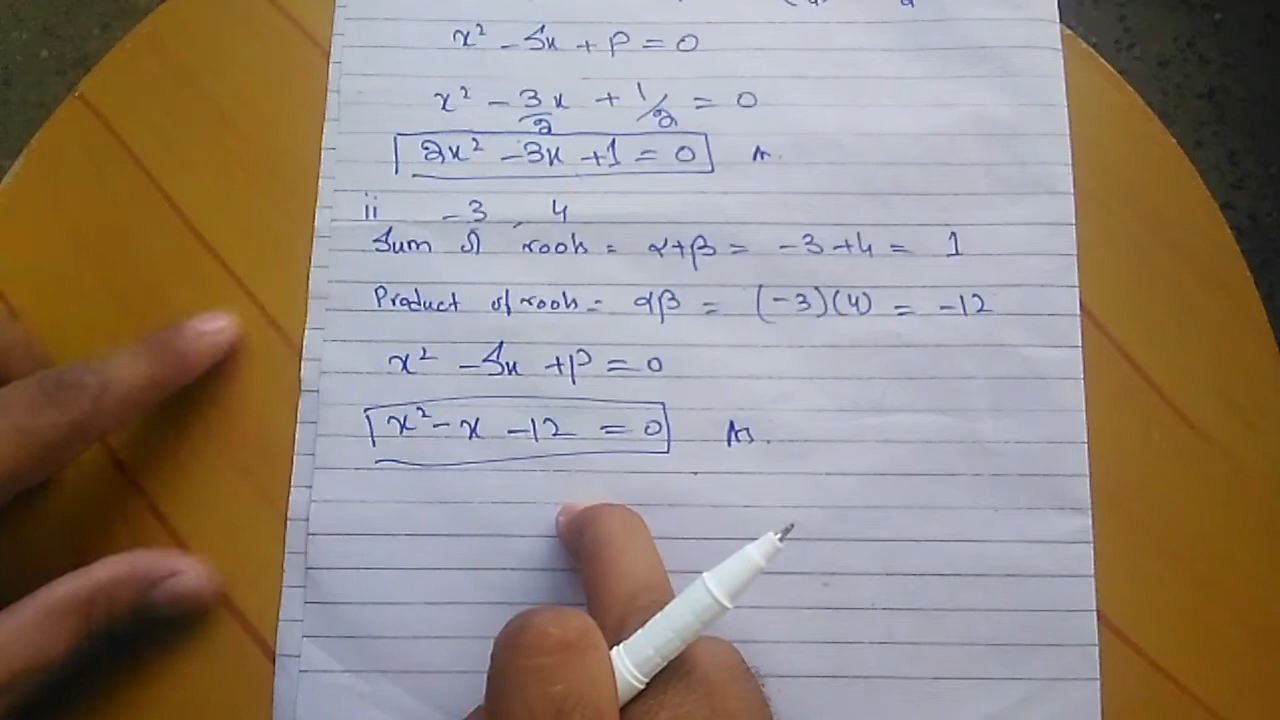 x² - Sx + P = 0
x² - 3x/2 + 1/2 = 0
2x² - 3x + 1 = 0
ii -3, 4
Sum of roots = α+β = -3+4 = 1
Product of roots = αβ = (-3)(4) = -12
x² - Sx + P = 0
x² - x - 12 = 0 As.